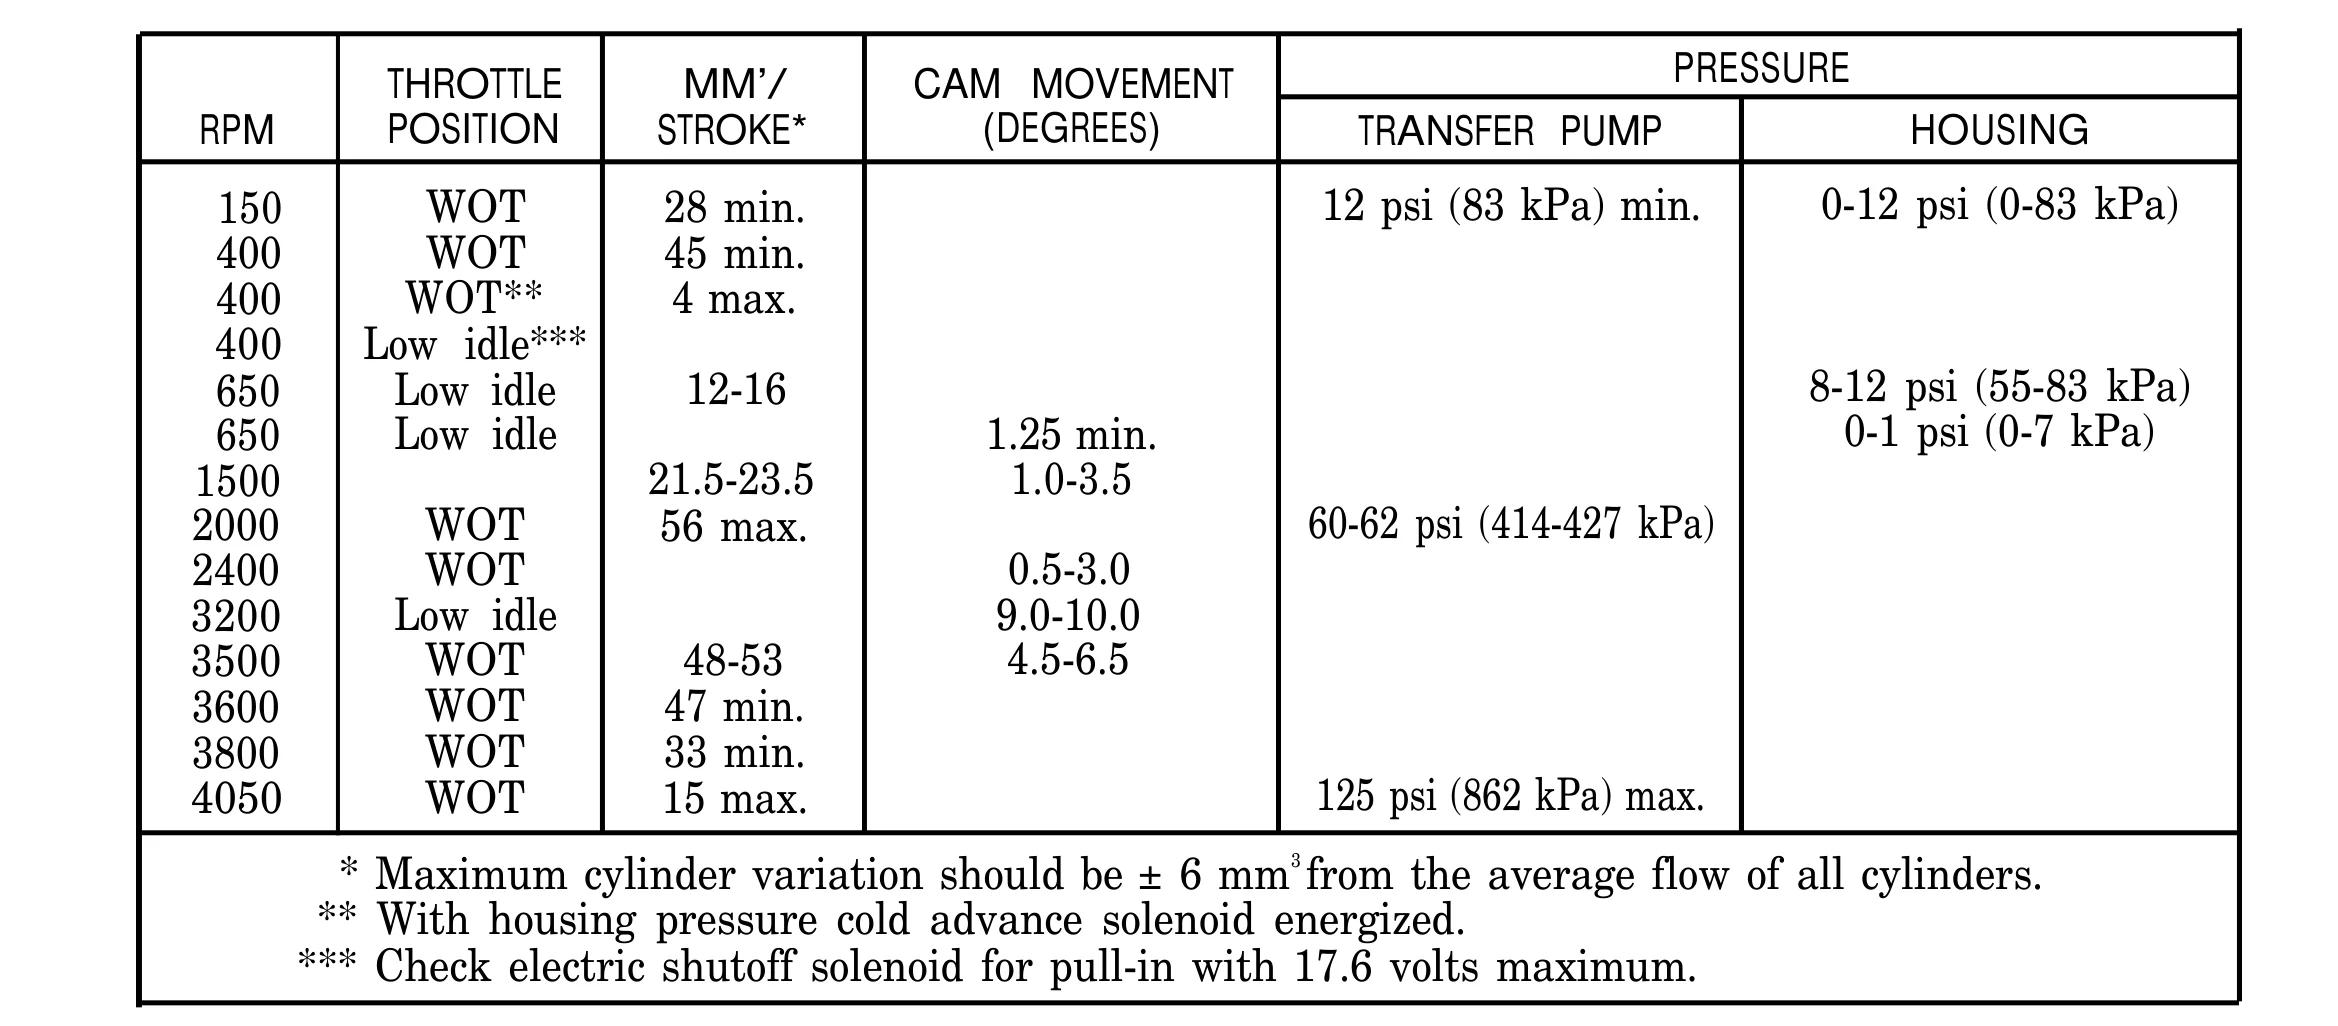 PRESSURE
THROTTLE MM'/ CAM MOVEMENT
RPM POSITION STROKE* (DEGREES) TRANSFER PUMP HOUSING
150 WOT 28 min. 12 psi (83 kPa) min. 0-12 psi (0-83 kPa)
400 WOT 45 min.
400 WOT** 4 max.
400 Low idle***
650 Low idle 12-16 8-12 psi (55-83 kPa)
650 Low idle 1.25 min. 0-1 psi (0-7 kPa)
1500 21.5-23.5 1.0-3.5
2000 WOT 56 max. 60-62 psi (414-427 kPa)
2400 WOT 0.5-3.0
3200 Low idle 9.0-10.0
3500 WOT 48-53 4.5-6.5
3600 WOT 47 min.
3800 WOT 33 min.
4050 WOT 15 max. 125 psi (862 kPa) max.
* Maximum cylinder variation should be ± 6 mm³ from the average flow of all cylinders.
** With housing pressure cold advance solenoid energized.
*** Check electric shutoff solenoid for pull-in with 17.6 volts maximum.